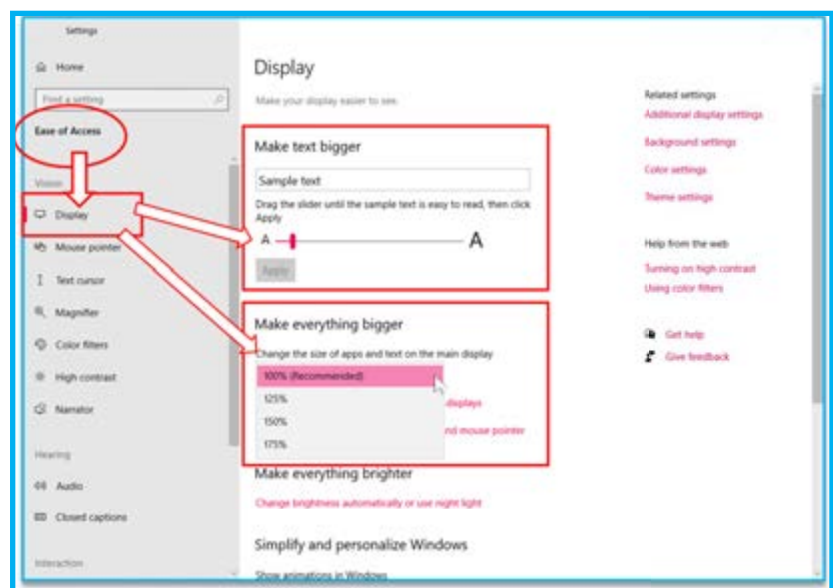 Settings
Home
Find a setting
Ease of Access
Vision
Display
Mouse pointer
Text cursor
Magnifier
Color filters
High contrast
Narrator
Hearing
Audio
Closed captions
Interaction
Display
Make your display easier to see.
Make text bigger
Sample text
Drag the slider until the sample text is easy to read, then click
Apply
A A
Apply
Make everything bigger
Change the size of apps and text on the main display
100% (Recommended)
125%
150%
175%
displays
and mouse pointer
Make everything brighter
Change brightness automatically or use night light
Simplify and personalize Windows
Show animations in Windows
Related settings
Additional display settings
Background settings
Color settings
Theme settings
Help from the web
Turning on high contrast
Using color filters
Get help
Give feedback